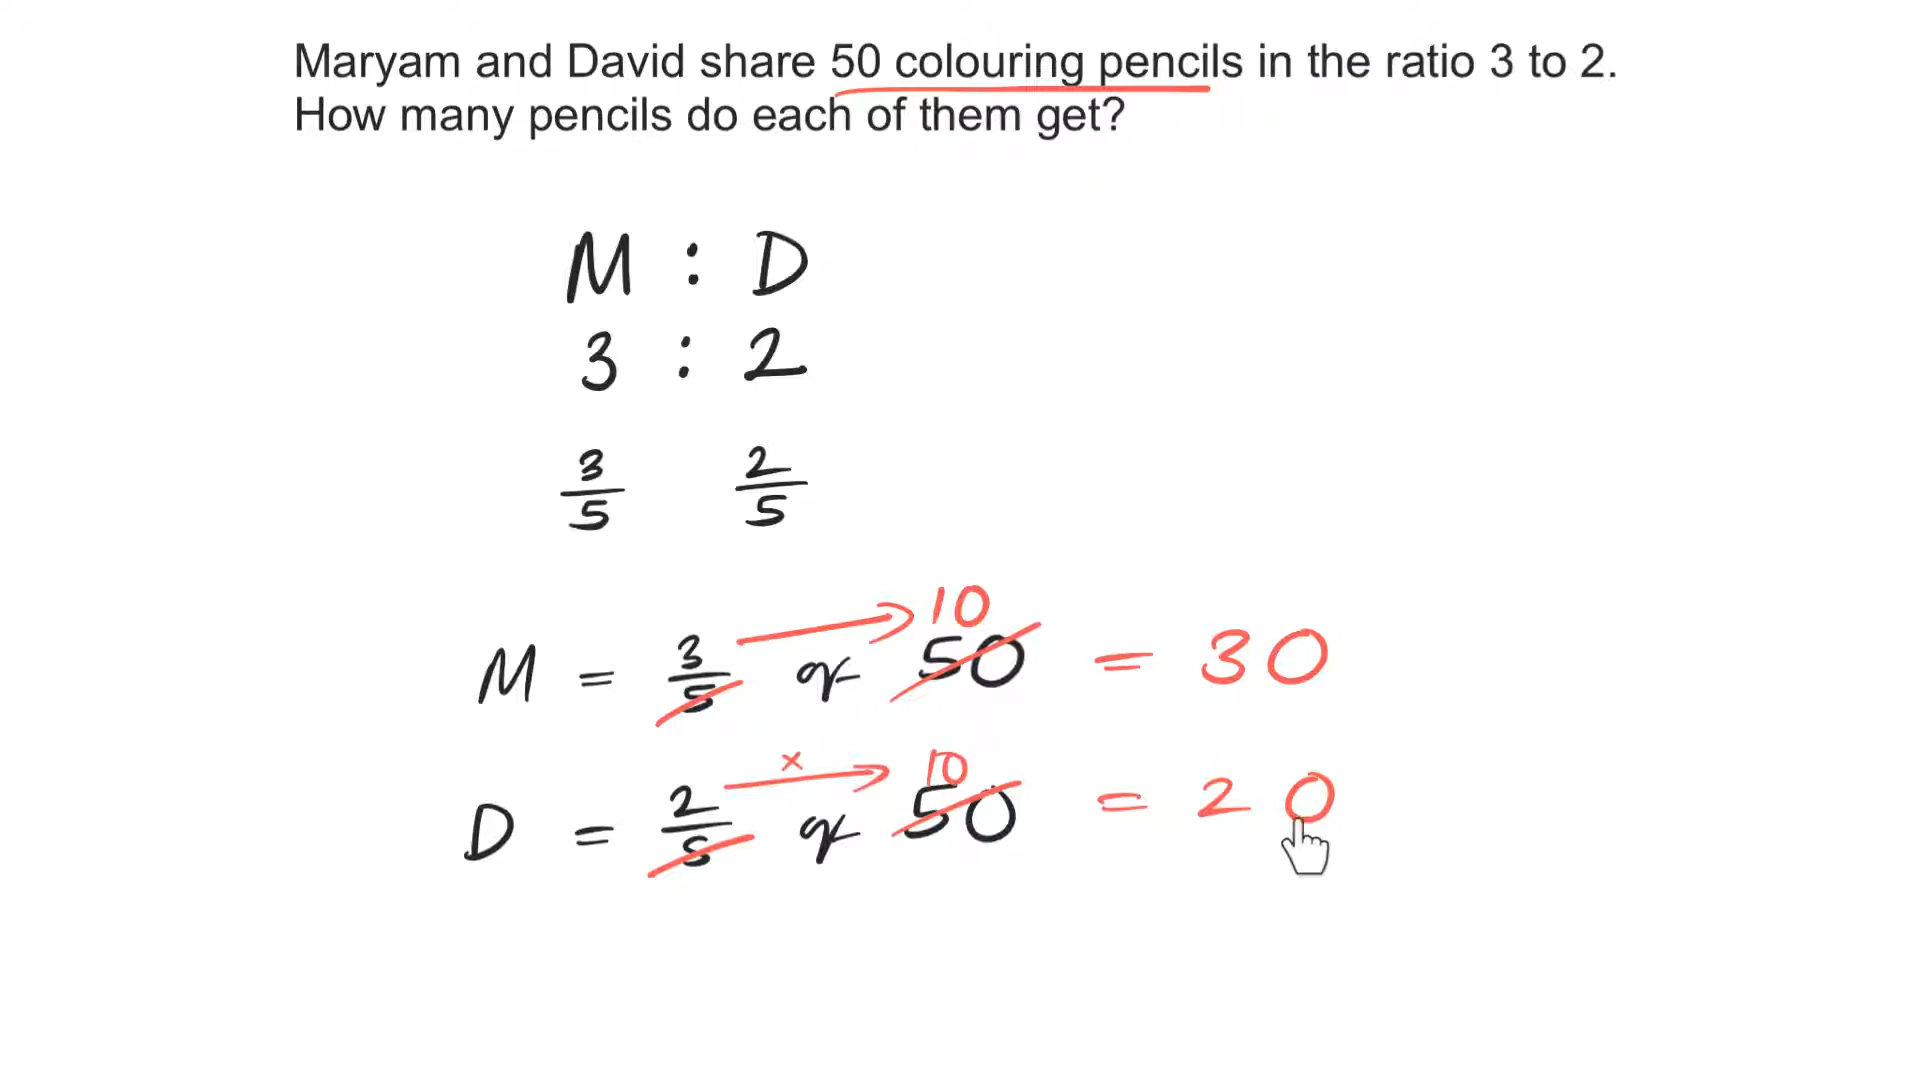 Maryam and David share 50 colouring pencils in the ratio 3 to 2.
How many pencils do each of them get?
M : D
3 : 2
3/5 2/5
10
M = 3/5 of 50 = 30
× 10
D = 2/5 of 50 = 20